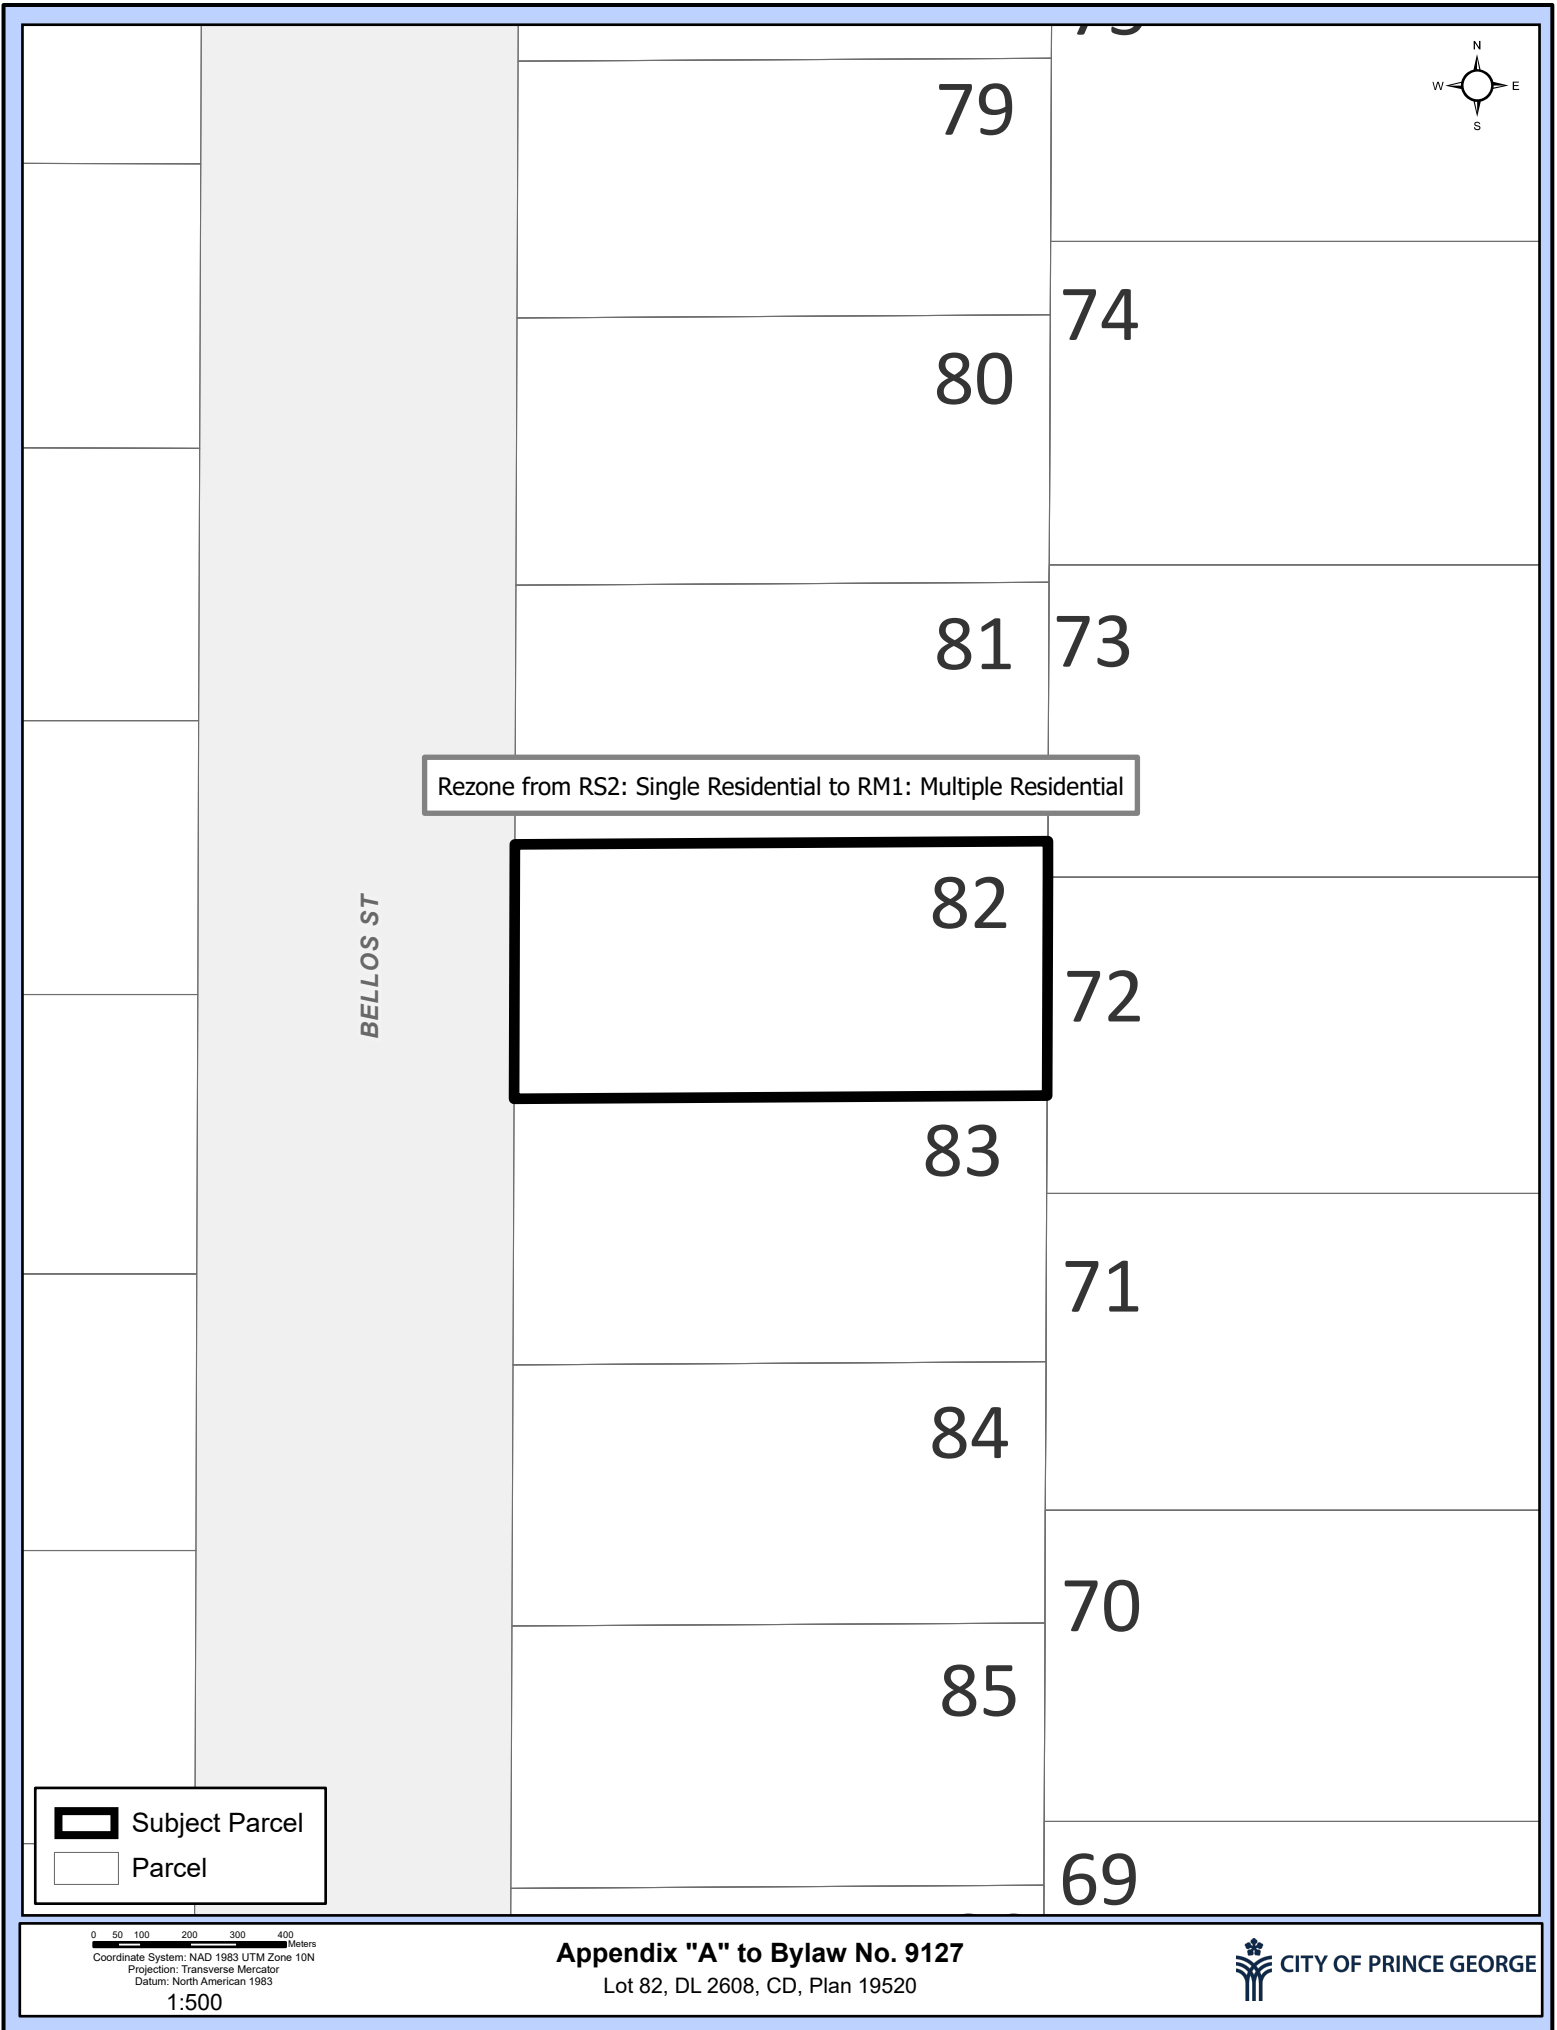 N
W E
S
79
74
80
81 73
Rezone from RS2: Single Residential to RM1: Multiple Residential
82
BELLOS ST
72
83
71
84
70
85
69
Subject Parcel
Parcel
0 50 100 200 300 400
Meters
Coordinate System: NAD 1983 UTM Zone 10N
Projection: Transverse Mercator
Datum: North American 1983
1:500
Appendix "A" to Bylaw No. 9127
Lot 82, DL 2608, CD, Plan 19520
CITY OF PRINCE GEORGE